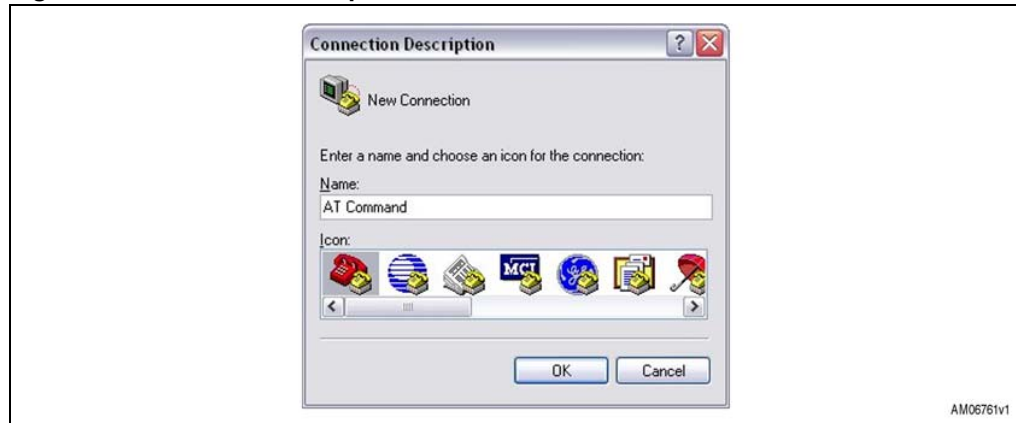 Connection Description
New Connection
Enter a name and choose an icon for the connection:
Name:
AT Command
Icon:
MCI
OK Cancel
AM06761v1